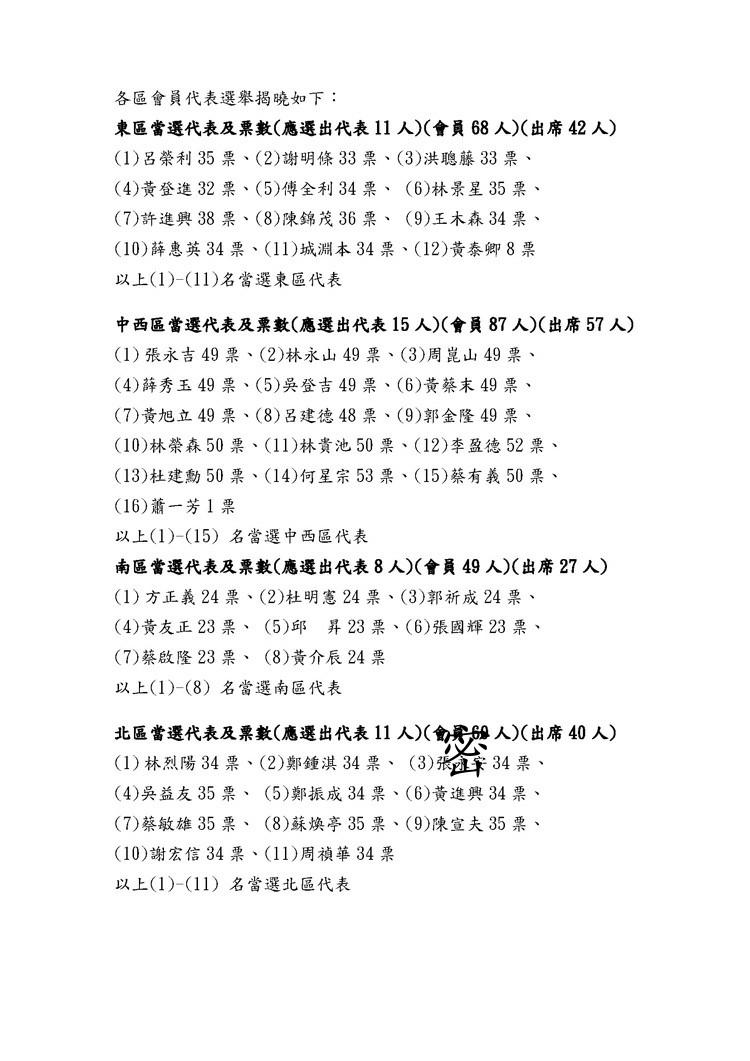 各區會員代表選舉揭曉如下：
東區當選代表及票數(應選出代表 11 人)(會員 68 人)(出席 42 人)
(1)呂榮利 35 票、(2)謝明條 33 票、(3)洪聰藤 33 票、
(4)黃登進 32 票、(5)傅全利 34 票、 (6)林景星 35 票、
(7)許進興 38 票、(8)陳錦茂 36 票、 (9)王木森 34 票、
(10)薛惠英 34 票、(11)城淵本 34 票、(12)黃泰卿 8 票
以上(1)-(11)名當選東區代表
中西區當選代表及票數(應選出代表 15 人)(會員 87 人)(出席 57 人)
(1) 張永吉 49 票、(2)林永山 49 票、(3)周崑山 49 票、
(4)薛秀玉 49 票、(5)吳登吉 49 票、(6)黃蔡末 49 票、
(7)黃旭立 49 票、(8)呂建德 48 票、(9)郭金隆 49 票、
(10)林榮森 50 票、(11)林貴池 50 票、(12)李盈德 52 票、
(13)杜建勳 50 票、(14)何星宗 53 票、(15)蔡有義 50 票、
(16)蕭一芳 1 票
以上(1)-(15) 名當選中西區代表
南區當選代表及票數(應選出代表 8 人)(會員 49 人)(出席 27 人)
(1) 方正義 24 票、(2)杜明憲 24 票、(3)郭祈成 24 票、
(4)黃友正 23 票、 (5)邱　昇 23 票、(6)張國輝 23 票、
(7)蔡啟隆 23 票、 (8)黃介辰 24 票
以上(1)-(8) 名當選南區代表
北區當選代表及票數(應選出代表 11 人)(會員 60 人)(出席 40 人)
密
(1) 林烈陽 34 票、(2)鄭鍾淇 34 票、 (3)張永安 34 票、
(4)吳益友 35 票、 (5)鄭振成 34 票、(6)黃進興 34 票、
(7)蔡敏雄 35 票、 (8)蘇煥亭 35 票、(9)陳宣夫 35 票、
(10)謝宏信 34 票、(11)周禎華 34 票
以上(1)-(11) 名當選北區代表